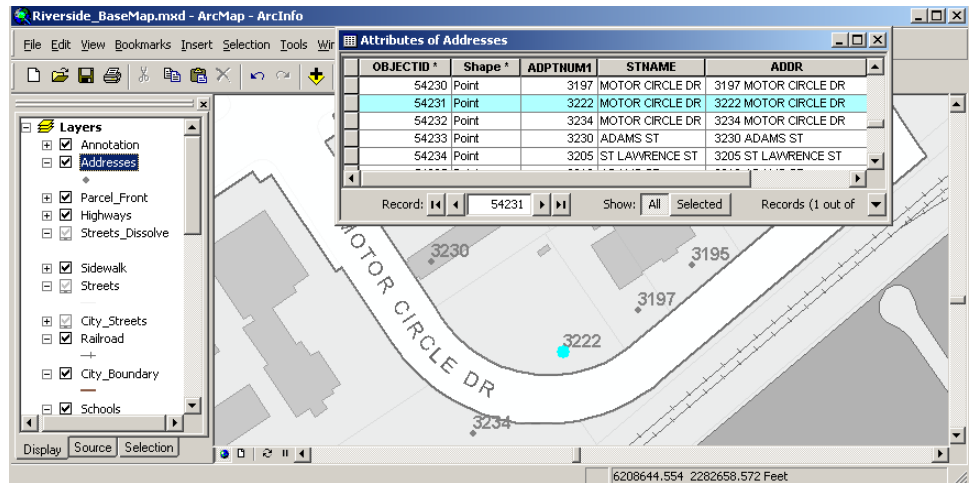 Riverside_BaseMap.mxd - ArcMap - ArcInfo
File Edit View Bookmarks Insert Selection Tools Wir
Attributes of Addresses
OBJECTID * Shape * ADPTNUM1 STNAME ADDR
54230 Point 3197 MOTOR CIRCLE DR 3197 MOTOR CIRCLE DR
54231 Point 3222 MOTOR CIRCLE DR 3222 MOTOR CIRCLE DR
54232 Point 3234 MOTOR CIRCLE DR 3234 MOTOR CIRCLE DR
54233 Point 3230 ADAMS ST 3230 ADAMS ST
54234 Point 3205 ST LAWRENCE ST 3205 ST LAWRENCE ST
Record: 54231 Show: All Selected Records (1 out of
Layers
Annotation
Addresses
Parcel_Front
Highways
Streets_Dissolve
Sidewalk
Streets
City_Streets
Railroad
City_Boundary
Schools
Display Source Selection
3230
3195
3197
3222
3234
MOTOR CIRCLE DR
6208644.554 2282658.572 Feet